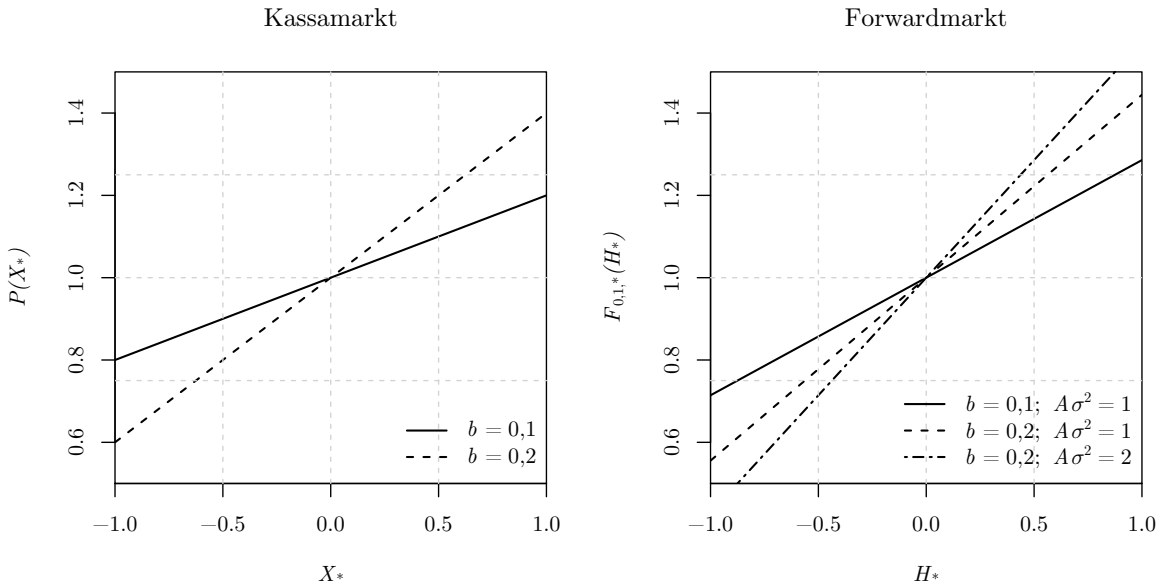 Kassamarkt
P(X*)
1.4
1.2
1.0
0.8
0.6
b = 0,1
b = 0,2
−1.0 −0.5 0.0 0.5 1.0
X*
Forwardmarkt
F0,1,*(H*)
1.4
1.2
1.0
0.8
0.6
b = 0,1; Aσ² = 1
b = 0,2; Aσ² = 1
b = 0,2; Aσ² = 2
−1.0 −0.5 0.0 0.5 1.0
H*